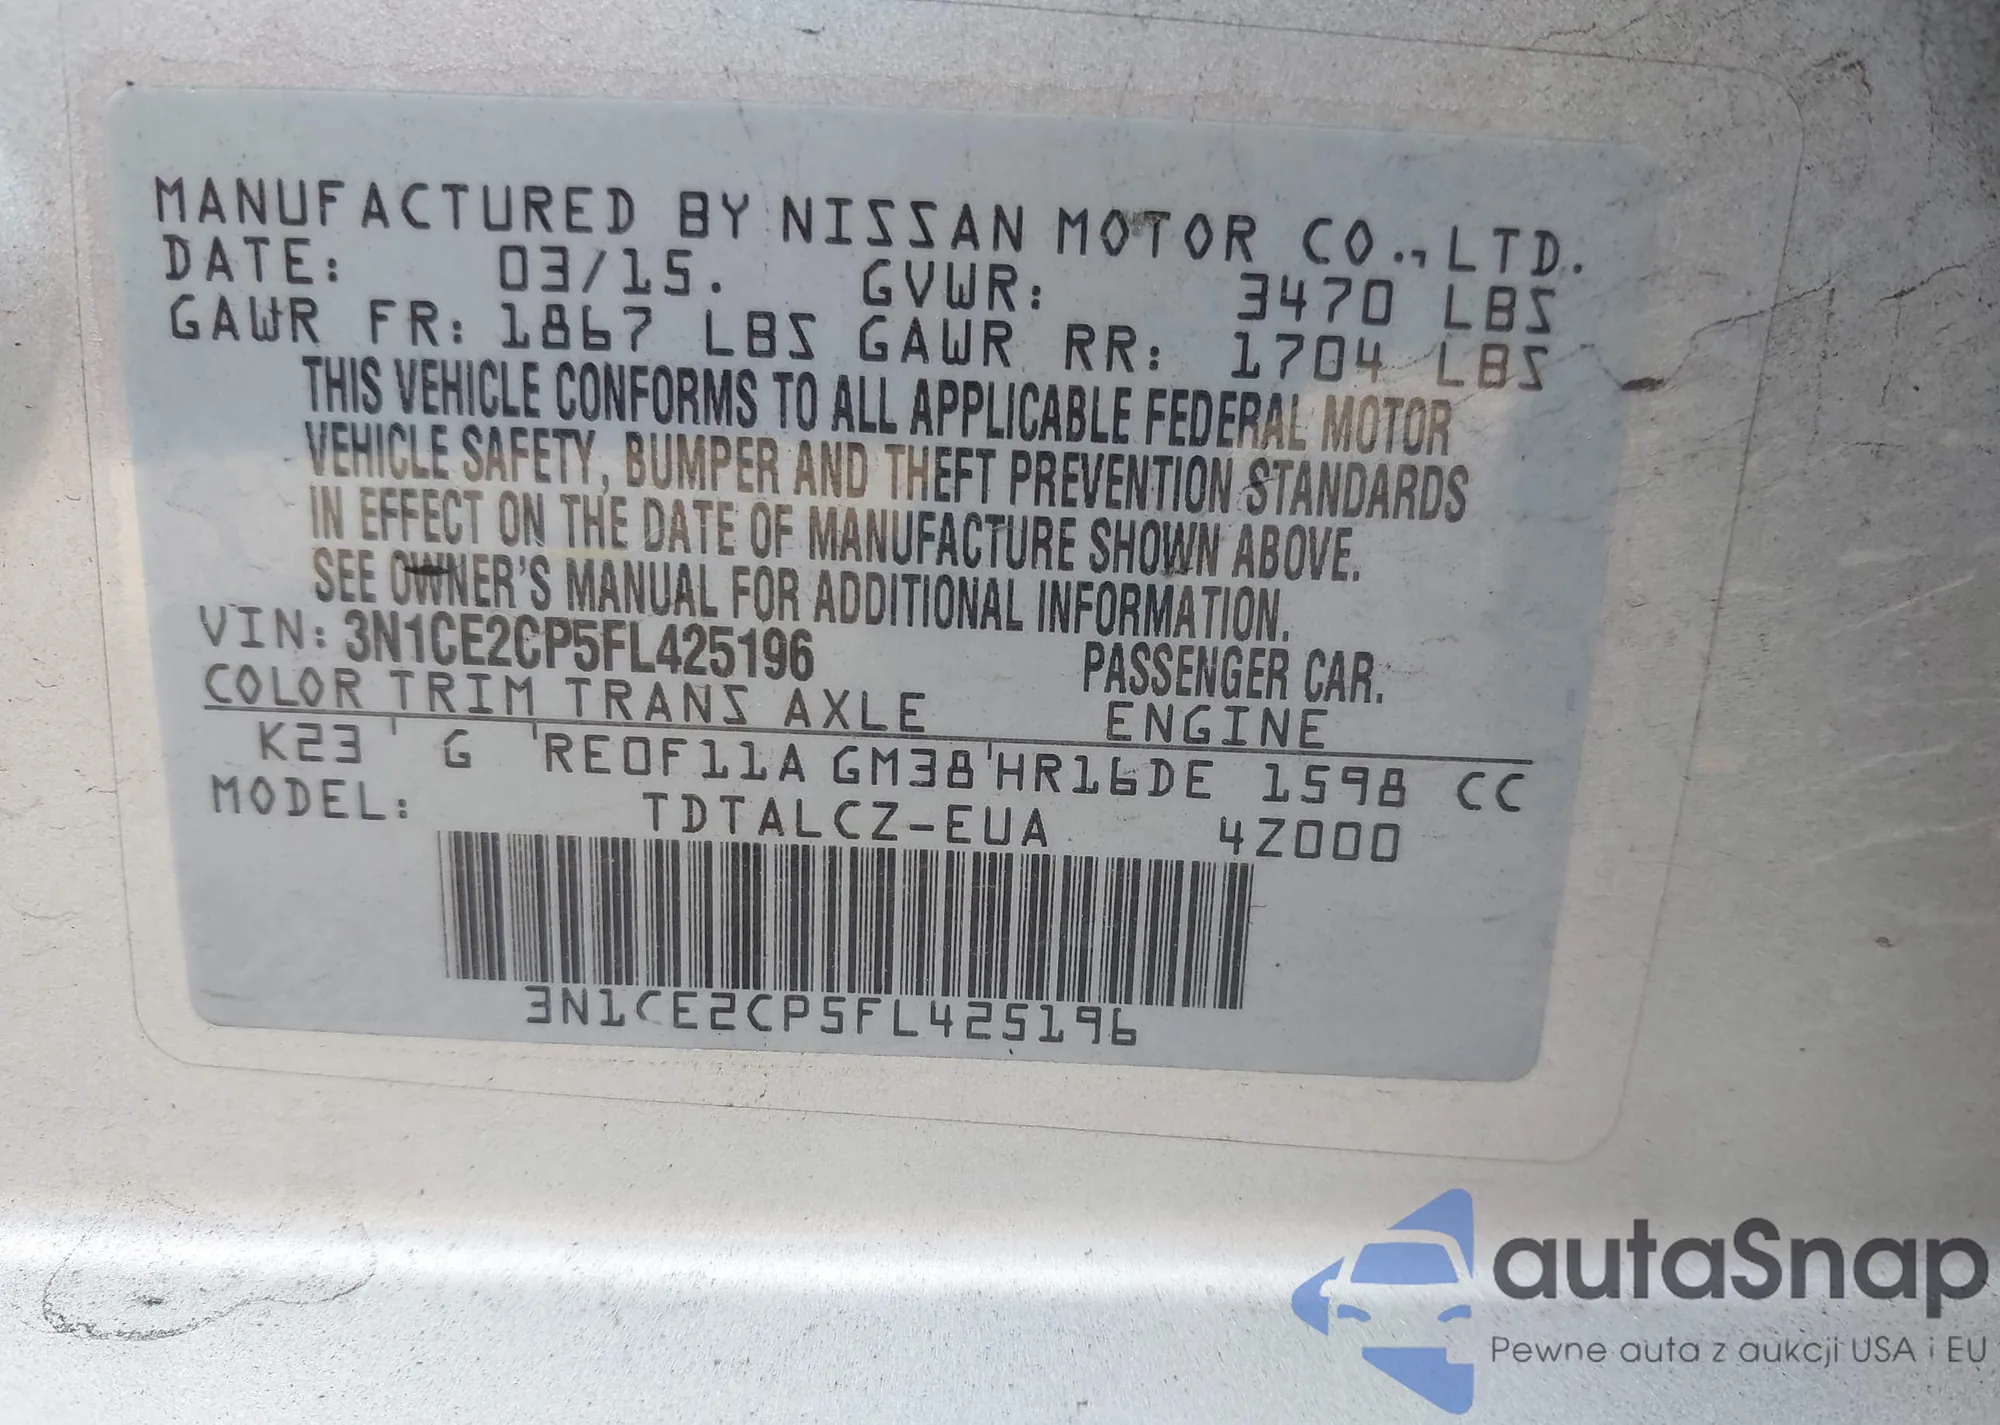 MANUFACTURED BY NISSAN MOTOR CO.,LTD.
DATE: 03/15. GVWR: 3470 LBS
GAWR FR: 1867 LBS GAWR RR: 1704 LBS
THIS VEHICLE CONFORMS TO ALL APPLICABLE FEDERAL MOTOR
VEHICLE SAFETY, BUMPER AND THEFT PREVENTION STANDARDS
IN EFFECT ON THE DATE OF MANUFACTURE SHOWN ABOVE.
SEE OWNER'S MANUAL FOR ADDITIONAL INFORMATION.
VIN: 3N1CE2CP5FL425196 PASSENGER CAR.
COLOR TRIM TRANS AXLE ENGINE
K23 ' G ' RE0F11A GM38 ' HR16DE 1598 CC
MODEL: TDTALCZ-EUA 4Z000
3N1CE2CP5FL425196
autaSnap
Pewne auta z aukcji USA i EU